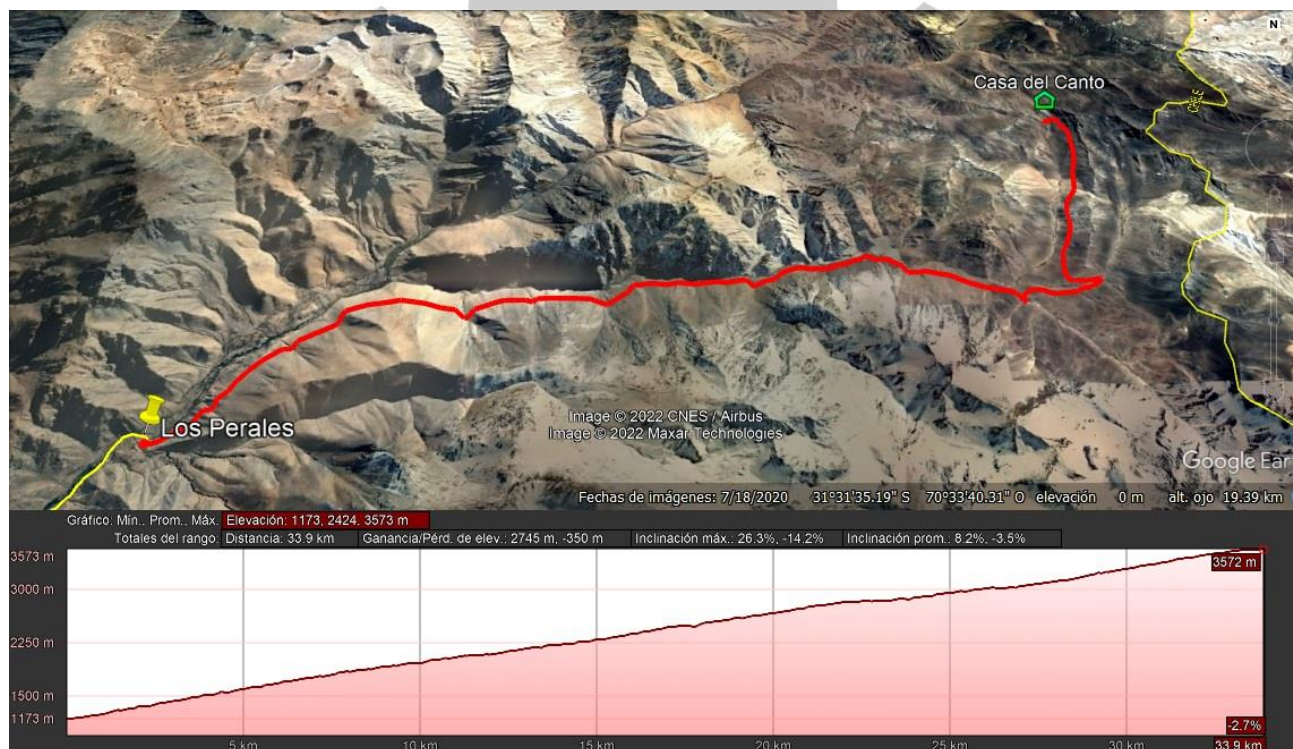 N
Casa del Canto
CHILE
Los Perales
Image © 2022 CNES / Airbus
Image © 2022 Maxar Technologies
Google Ear
Fechas de imágenes: 7/18/2020 31°31'35.19" S 70°33'40.31" O elevación 0 m alt. ojo 19.39 km
Gráfico: Mín., Prom., Máx. Elevación: 1173, 2424, 3573 m
Totales del rango: Distancia: 33.9 km Ganancia/Pérd. de elev.: 2745 m, -350 m Inclinación máx.: 26.3%, -14.2% Inclinación prom.: 8.2%, -3.5%
3573 m
3572 m
3000 m
2250 m
1500 m
1173 m
-2.7%
5 km 10 km 15 km 20 km 25 km 30 km 33.9 km